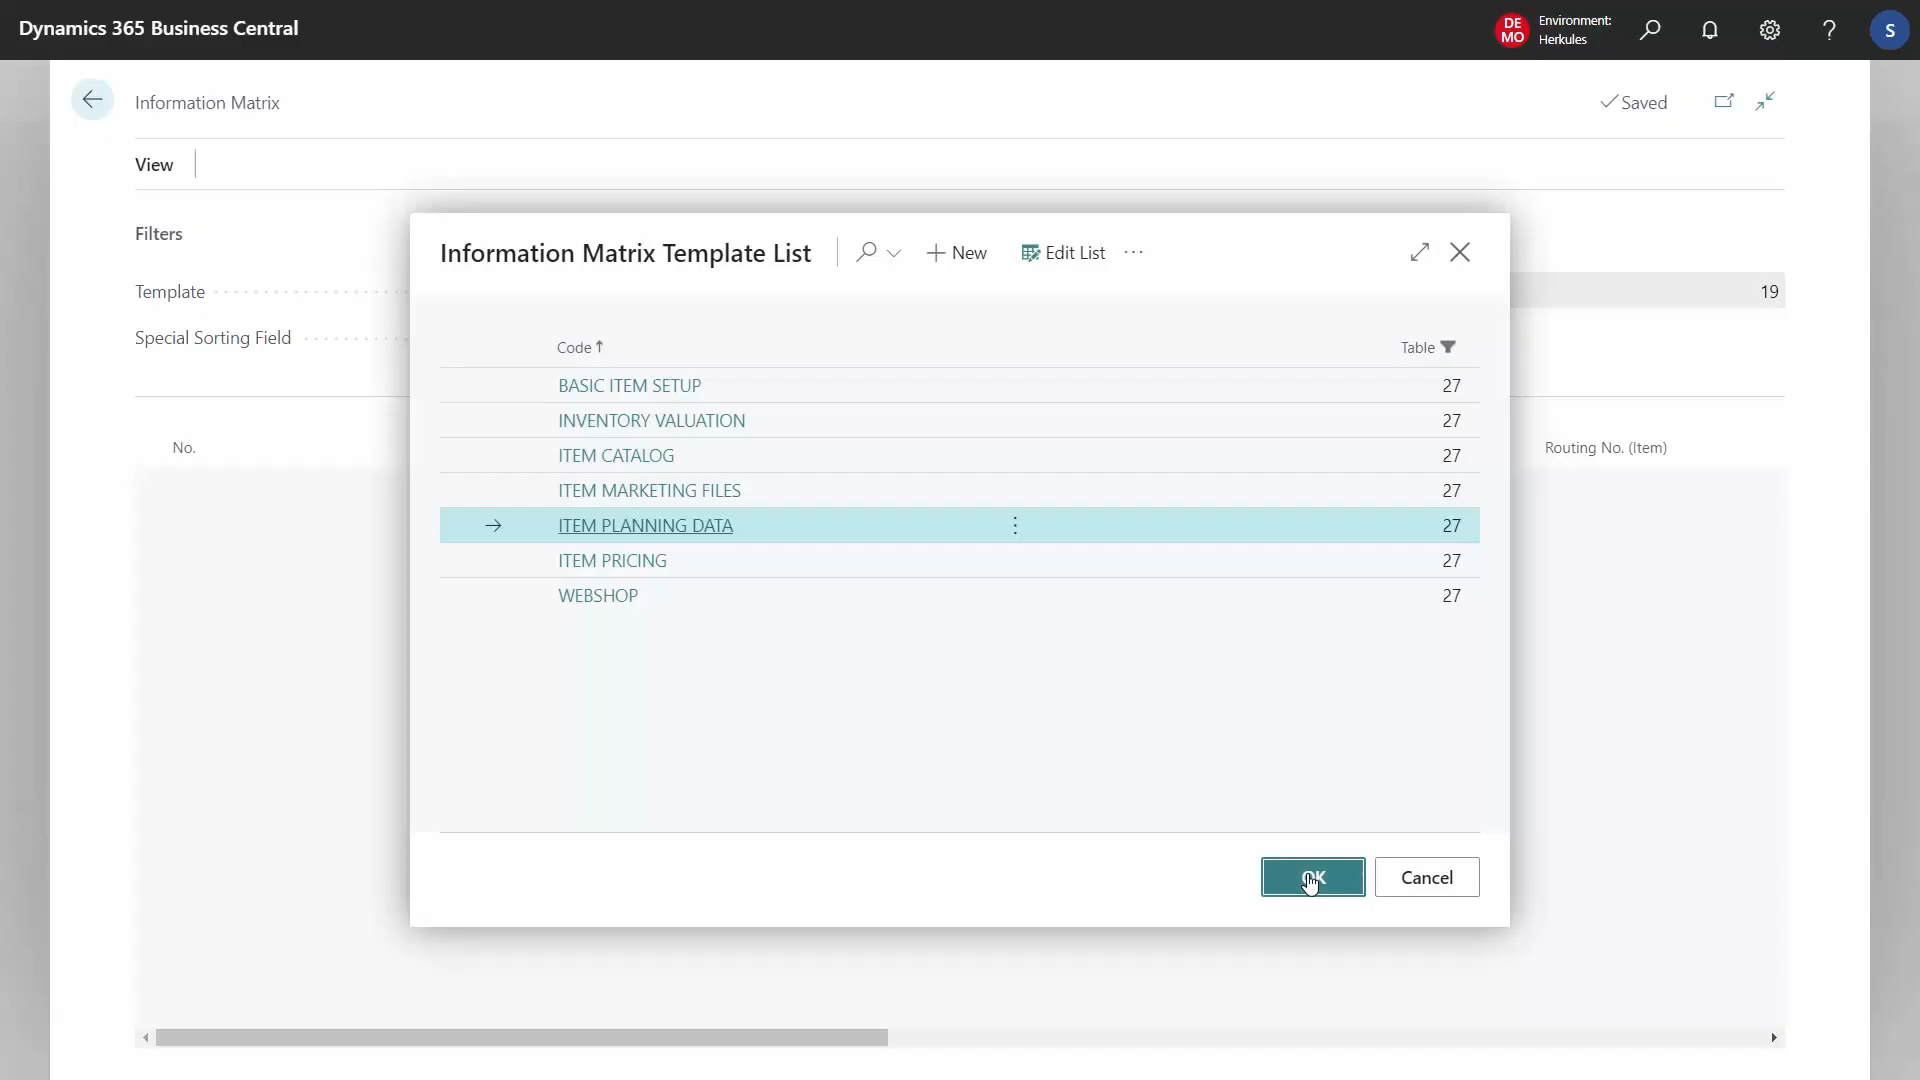 Dynamics 365 Business Central
DE
MO
Environment:
Herkules
?
S
Information Matrix
Saved
View
Filters
Template
19
Special Sorting Field
No.
Routing No. (Item)
Information Matrix Template List
New
Edit List
Code
Table
BASIC ITEM SETUP 27
INVENTORY VALUATION 27
ITEM CATALOG 27
ITEM MARKETING FILES 27
ITEM PLANNING DATA 27
ITEM PRICING 27
WEBSHOP 27
OK
Cancel